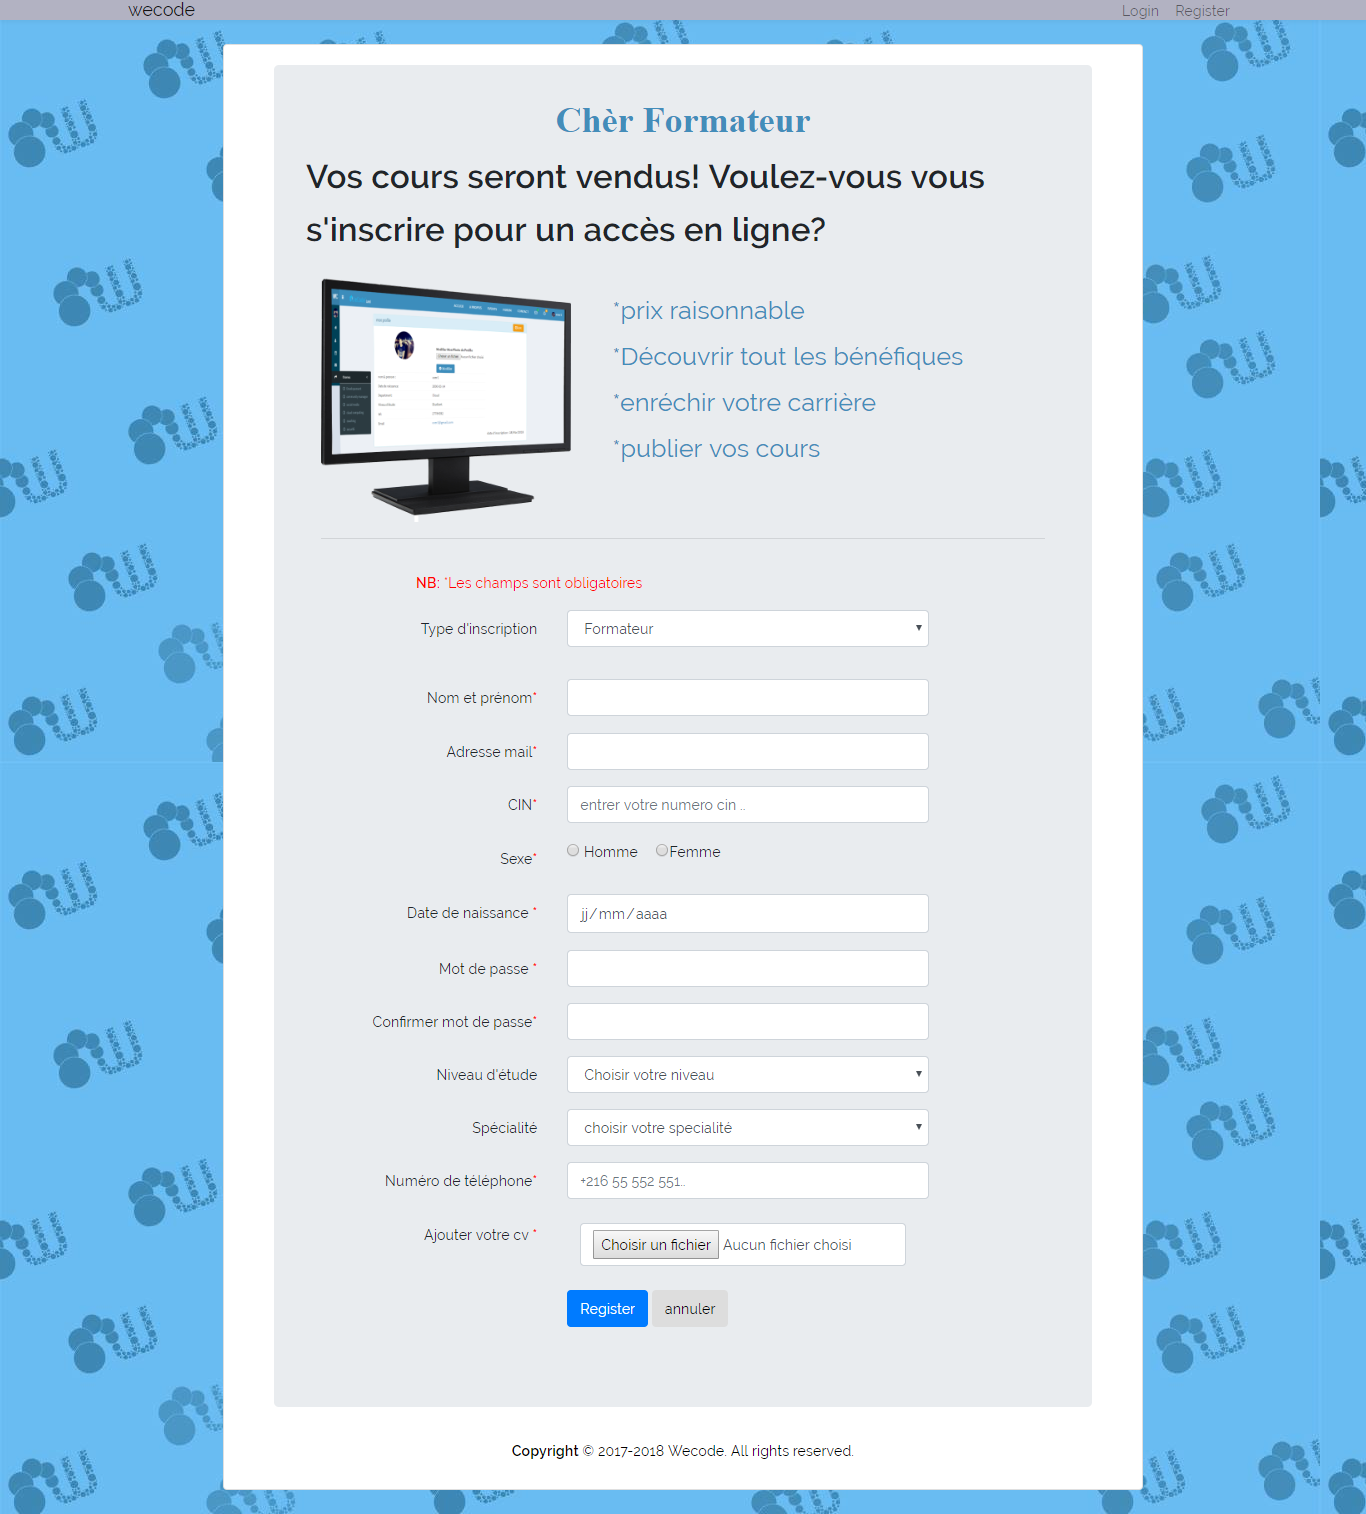 wecode
Login Register
Chèr Formateur
Vos cours seront vendus! Voulez-vous vous
s'inscrire pour un accès en ligne?
*prix raisonnable
*Découvrir tout les bénéfiques
*enréchir votre carrière
*publier vos cours
NB: *Les champs sont obligatoires
Type d'inscription Formateur
Nom et prénom*
Adresse mail*
CIN* entrer votre numero cin ..
Sexe* Homme Femme
Date de naissance * jj/mm/aaaa
Mot de passe *
Confirmer mot de passe*
Niveau d'étude Choisir votre niveau
Spécialité choisir votre specialité
Numéro de téléphone* +216 55 552 551..
Ajouter votre cv * Choisir un fichier Aucun fichier choisi
Register annuler
Copyright © 2017-2018 Wecode. All rights reserved.